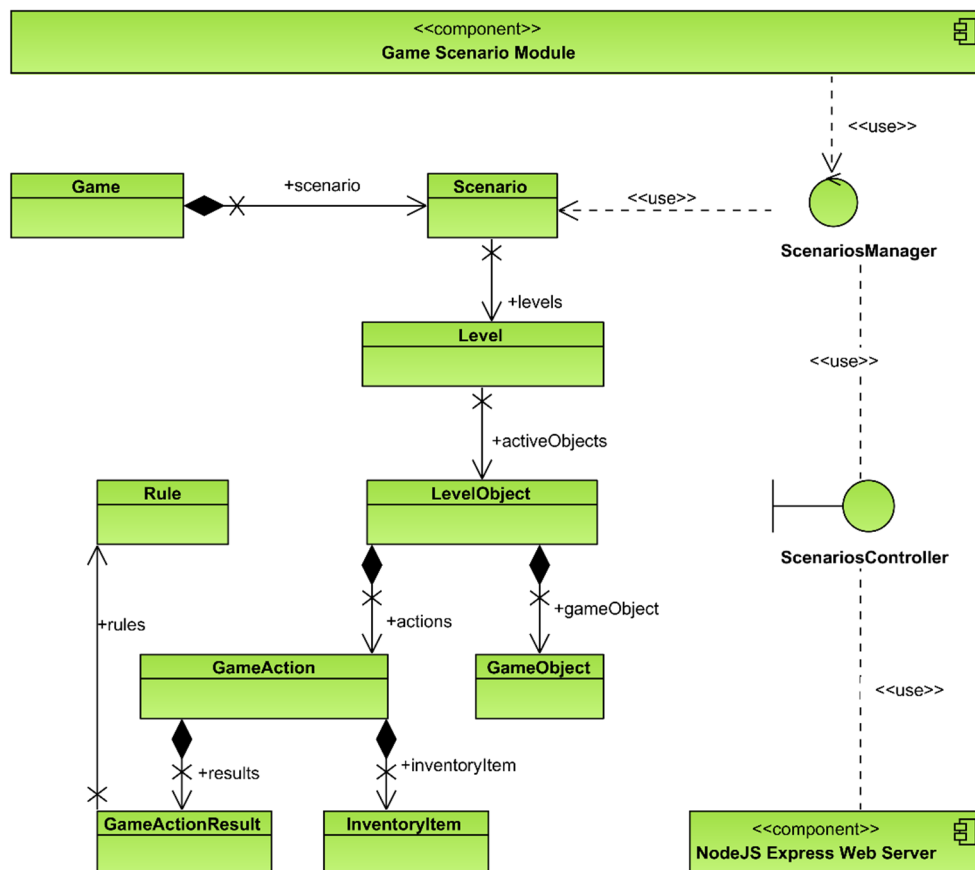 <<component>>
Game Scenario Module
<<use>>
Game
+scenario
Scenario
<<use>>
ScenariosManager
+levels
Level
<<use>>
+activeObjects
Rule
LevelObject
ScenariosController
+rules
+actions
+gameObject
GameAction
GameObject
<<use>>
+results
+inventoryItem
GameActionResult
InventoryItem
<<component>>
NodeJS Express Web Server